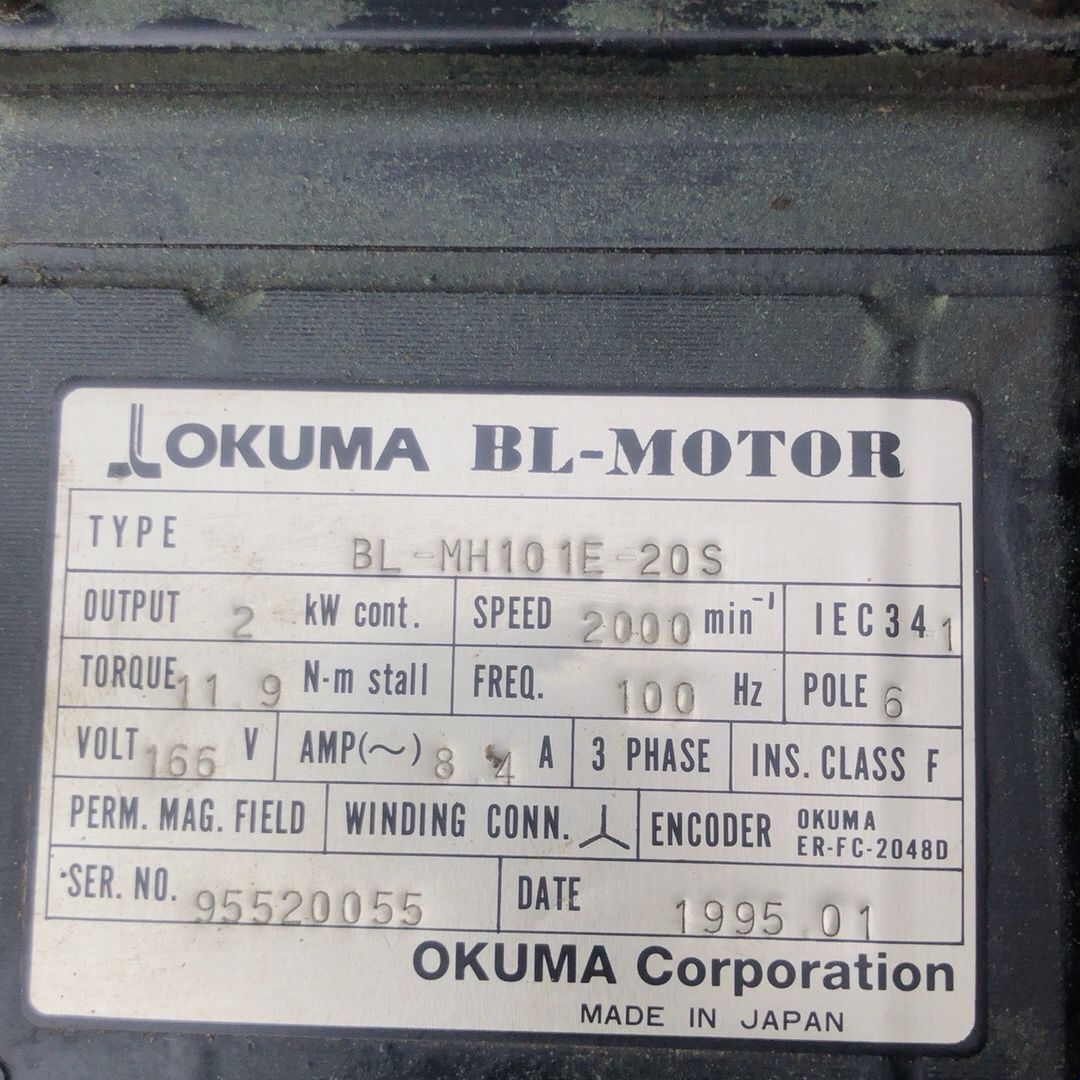 OKUMA BL-MOTOR
TYPE BL-MH101E-20S
OUTPUT 2 kW cont. SPEED 2000 min⁻¹ IEC34 1
TORQUE 11.9 N-m stall FREQ. 100 Hz POLE 6
VOLT 166 V AMP(~) 8.4 A 3 PHASE INS. CLASS F
PERM. MAG. FIELD WINDING CONN. ENCODER OKUMA
ER-FC-2048D
SER. NO. 95520055 DATE 1995.01
OKUMA Corporation
MADE IN JAPAN